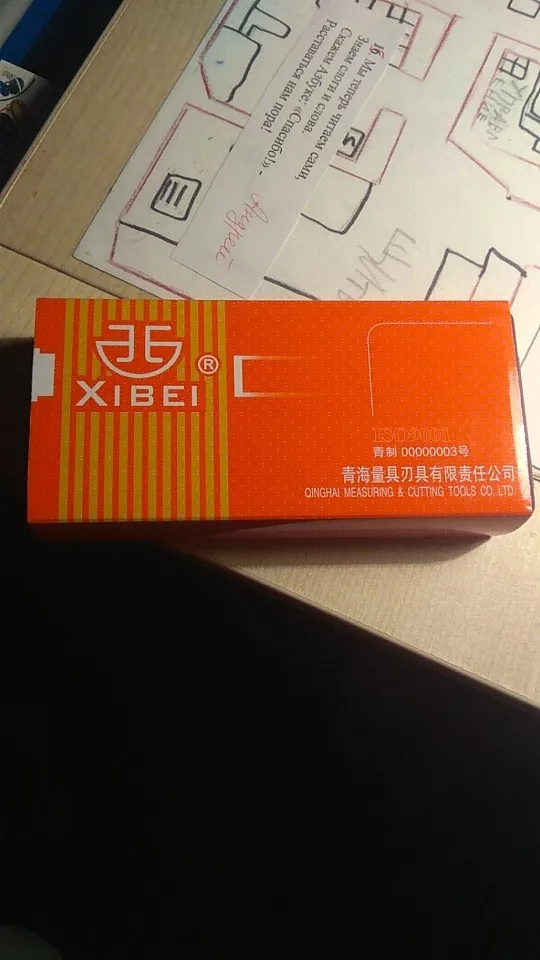 16 Мы теперь читаем сами,
Знаем слоги и слова.
Скажем Азбуке: «Спасибо!» -
Расставаться нам пора!
Андрей
XIBEI®
ISO9001
青制 00000003号
青海量具刃具有限责任公司
QINGHAI MEASURING & CUTTING TOOLS CO. LTD.